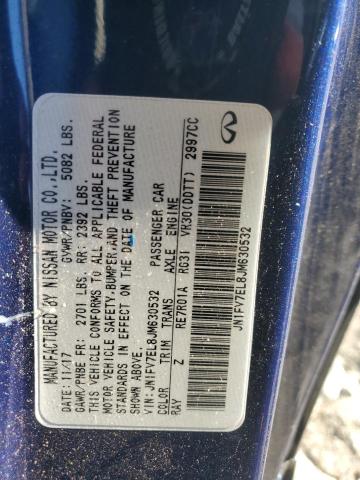 MANUFACTURED BY NISSAN MOTOR CO.,LTD.
DATE: 11/17 GVWR/PNBV: 5082 LBS.
GAWR/PNBE FR: 2701 LBS. RR: 2392 LBS.
THIS VEHICLE CONFORMS TO ALL APPLICABLE FEDERAL
MOTOR VEHICLE SAFETY,BUMPER,AND THEFT PREVENTION
STANDARDS IN EFFECT ON THE DATE OF MANUFACTURE
SHOWN ABOVE.
VIN: JN1FV7EL8JM630532 PASSENGER CAR
COLOR TRIM TRANS AXLE ENGINE
RAY Z RE7R01A RG31 VR30(DDTT) 2997CC
JN1FV7EL8JM630532